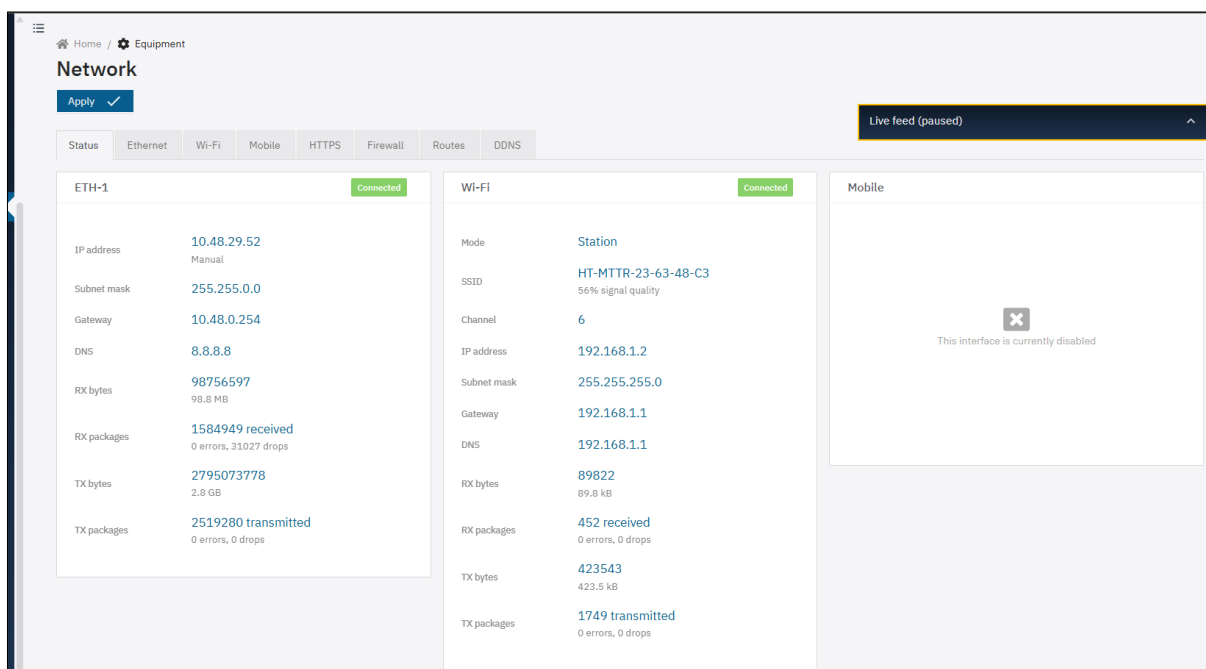 Home / Equipment
Network
Apply
Live feed (paused)
Status Ethernet Wi-Fi Mobile HTTPS Firewall Routes DDNS
ETH-1 Connected
IP address 10.48.29.52
Manual
Subnet mask 255.255.0.0
Gateway 10.48.0.254
DNS 8.8.8.8
RX bytes 98756597
98.8 MB
RX packages 1584949 received
0 errors, 31027 drops
TX bytes 2795073778
2.8 GB
TX packages 2519280 transmitted
0 errors, 0 drops
Wi-Fi Connected
Mode Station
SSID HT-MTTR-23-63-48-C3
56% signal quality
Channel 6
IP address 192.168.1.2
Subnet mask 255.255.255.0
Gateway 192.168.1.1
DNS 192.168.1.1
RX bytes 89822
89.8 kB
RX packages 452 received
0 errors, 0 drops
TX bytes 423543
423.5 kB
TX packages 1749 transmitted
0 errors, 0 drops
Mobile
This interface is currently disabled